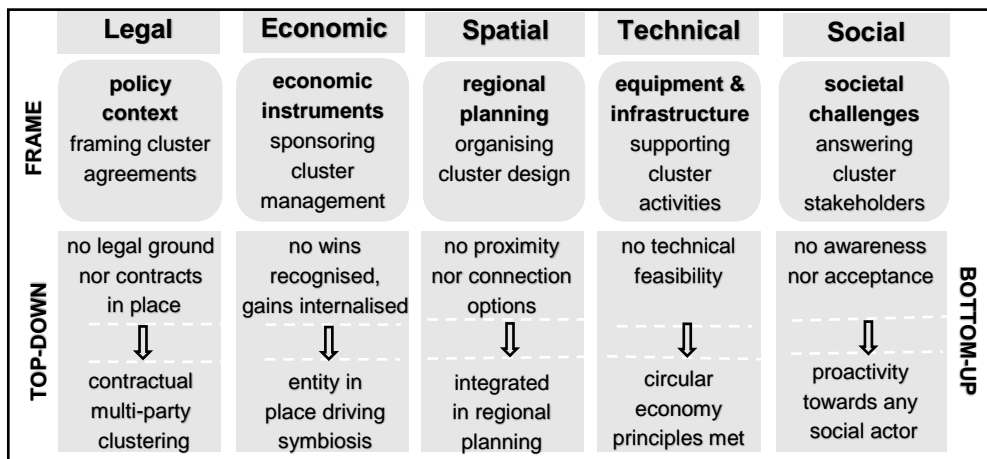 Legal
Economic
Spatial
Technical
Social
FRAME
policy
context
framing cluster
agreements
economic
instruments
sponsoring
cluster
management
regional
planning
organising
cluster design
equipment &
infrastructure
supporting
cluster
activities
societal
challenges
answering
cluster
stakeholders
TOP-DOWN
no legal ground
nor contracts
in place
no wins
recognised,
gains internalised
no proximity
nor connection
options
no technical
feasibility
no awareness
nor acceptance
BOTTOM-UP
contractual
multi-party
clustering
entity in
place driving
symbiosis
integrated
in regional
planning
circular
economy
principles met
proactivity
towards any
social actor